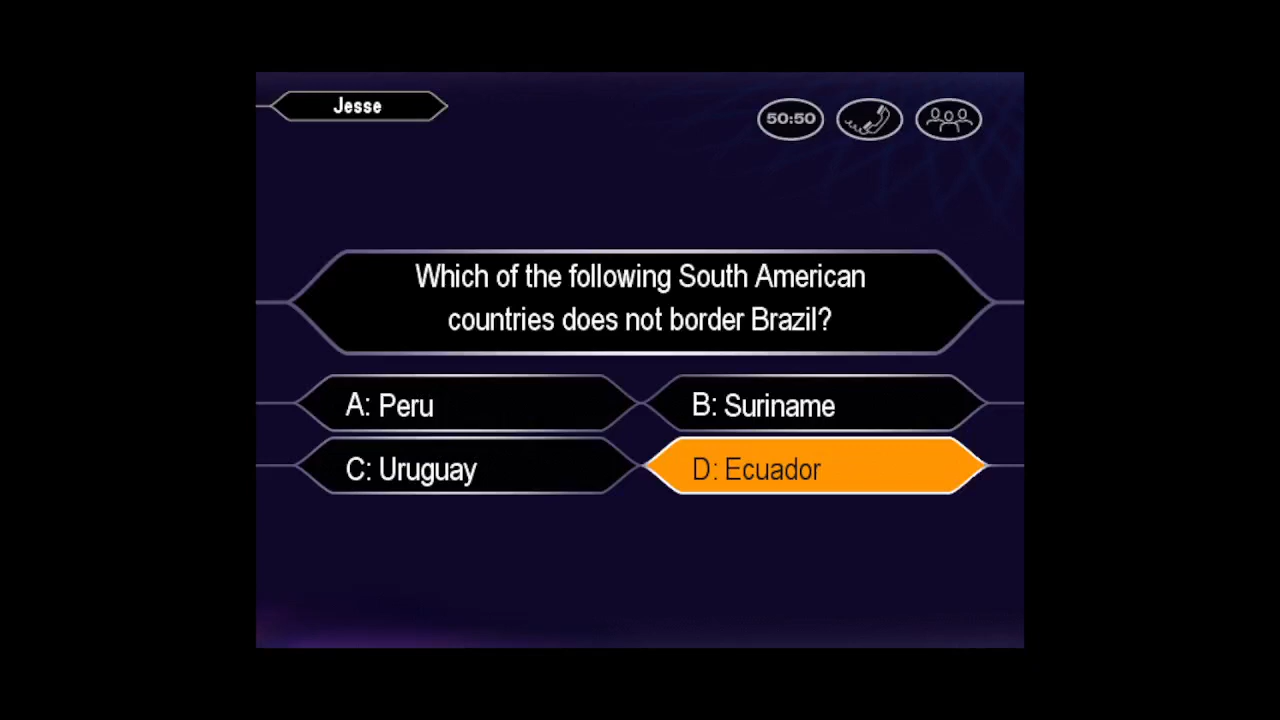 Jesse
50:50
Which of the following South American
countries does not border Brazil?
A: Peru
B: Suriname
C: Uruguay
D: Ecuador